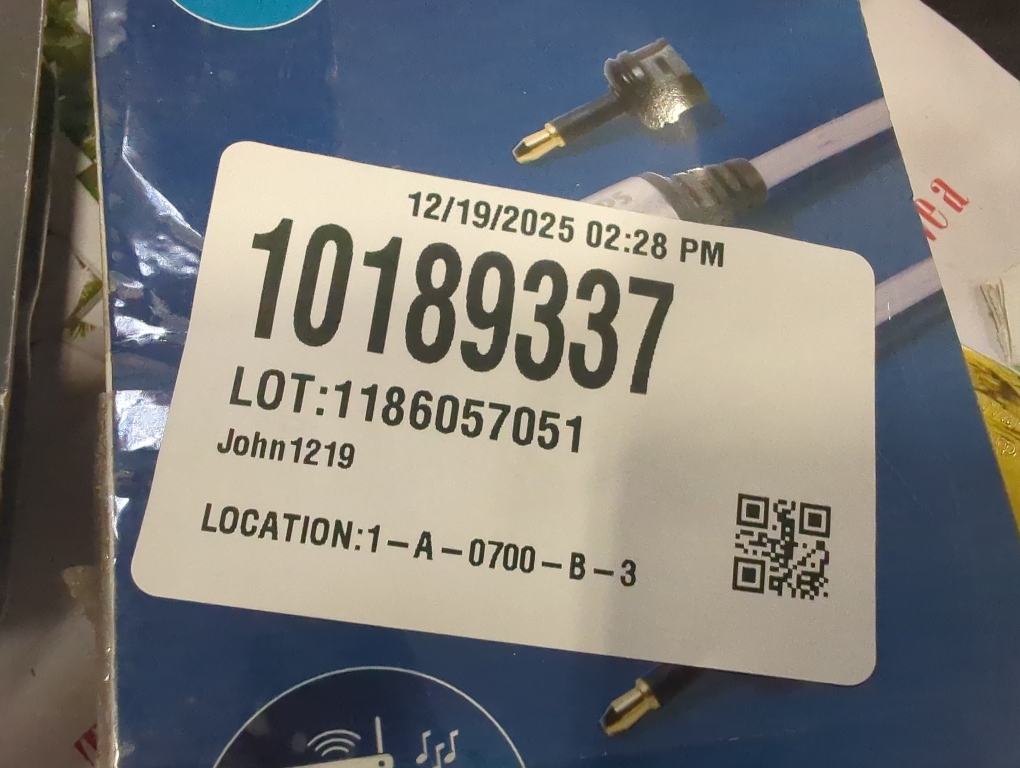 12/19/2025 02:28 PM
10189337
LOT:1186057051
John1219
LOCATION:1-A-0700-B-3